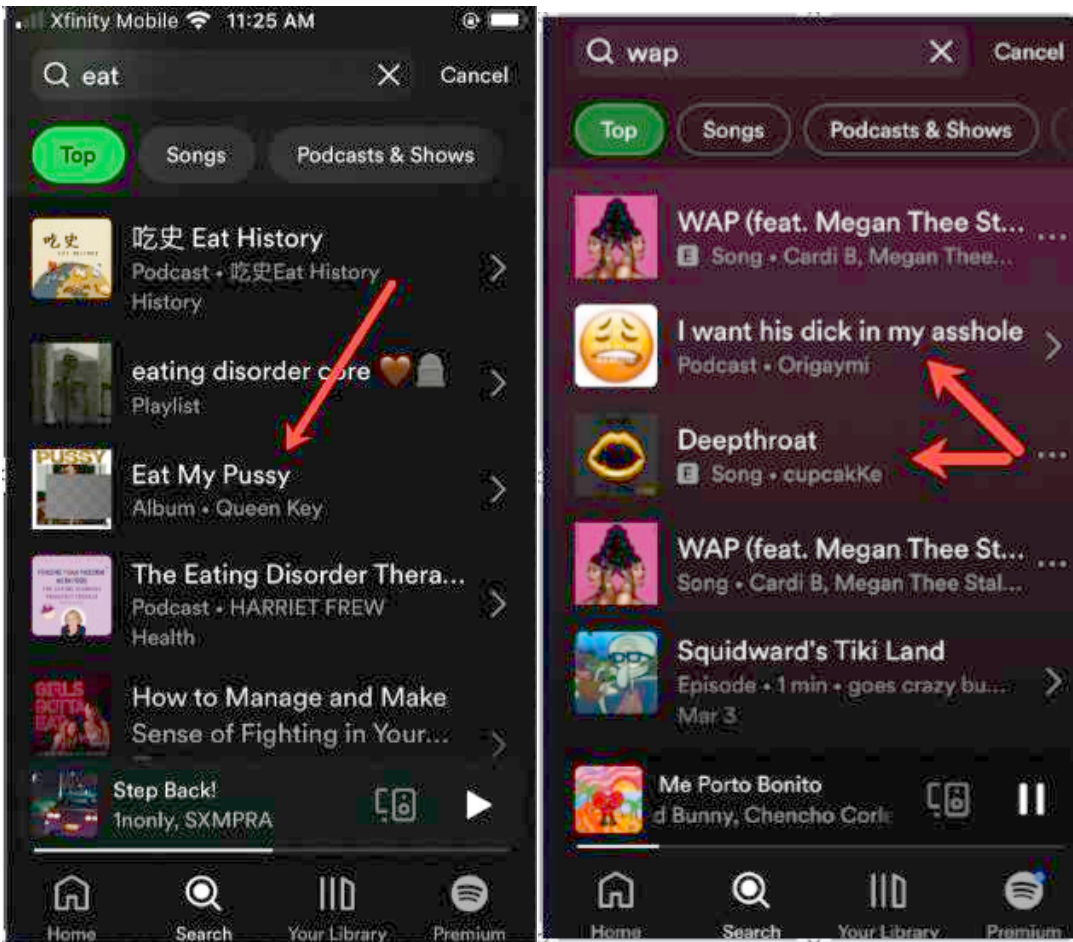 Xfinity Mobile 11:25 AM
eat Cancel
Top Songs Podcasts & Shows
吃史
吃史 Eat History
Podcast • 吃史Eat History
History
eating disorder core
Playlist
PUSSY
Eat My Pussy
Album • Queen Key
The Eating Disorder Thera...
Podcast • HARRIET FREW
Health
GIRLS
GOTTA
EAT
How to Manage and Make
Sense of Fighting in Your...
Step Back!
1nonly, SXMPRA
Home Search Your Library Premium
wap Cancel
Top Songs Podcasts & Shows
WAP (feat. Megan Thee St...
E Song • Cardi B, Megan Thee...
I want his dick in my asshole
Podcast • Origaymi
Deepthroat
E Song • cupcakKe
WAP (feat. Megan Thee St...
Song • Cardi B, Megan Thee Stal...
Squidward's Tiki Land
Episode • 1 min • goes crazy bu...
Mar 3
Me Porto Bonito
d Bunny, Chencho Corle
Home Search Your Library Premium